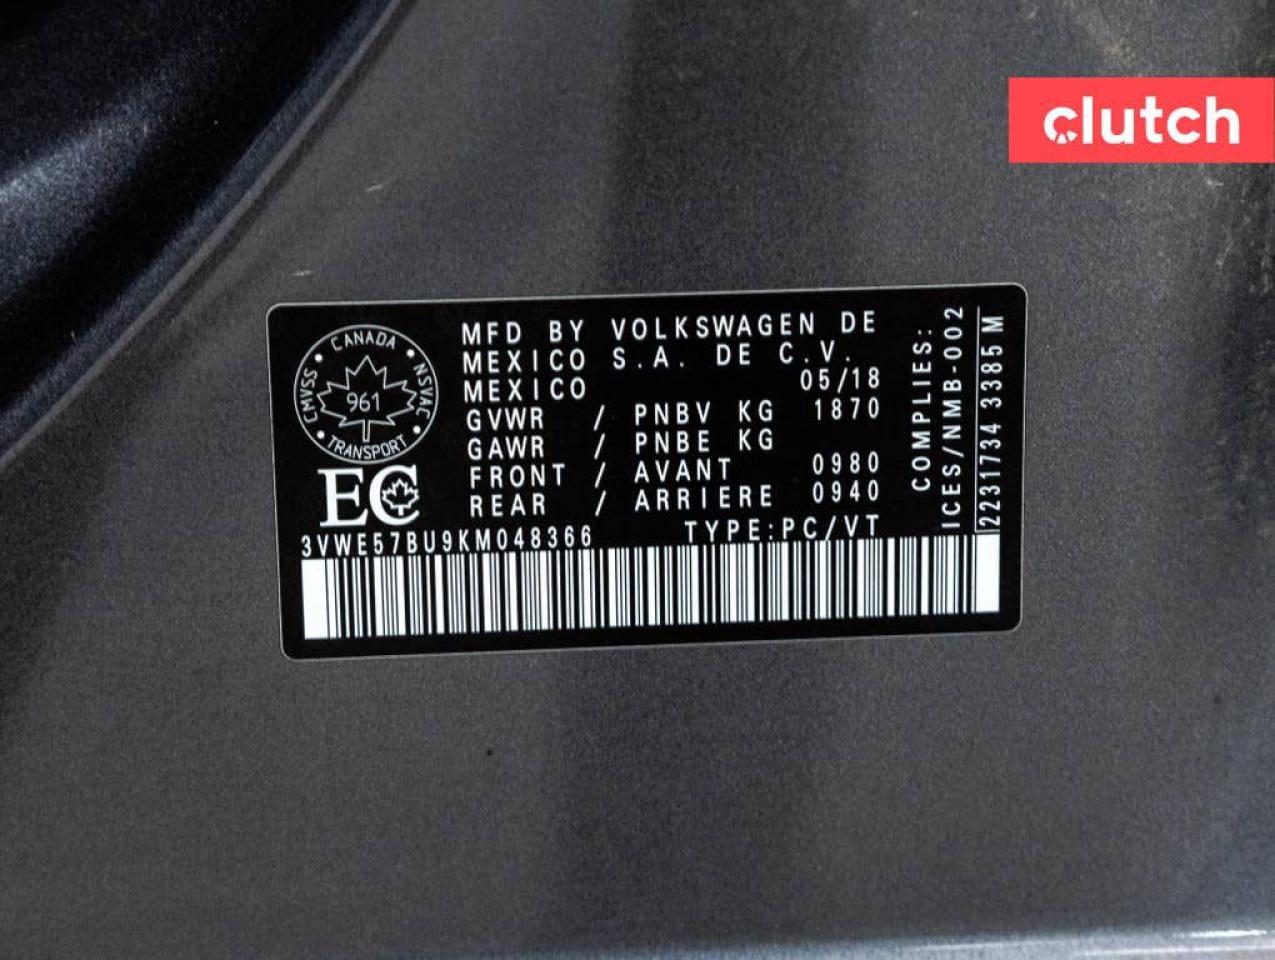 clutch
CANADA
CMVSS
NSVAC
961
TRANSPORT
EC
MFD BY VOLKSWAGEN DE
MEXICO S.A. DE C.V.
MEXICO 05/18
GVWR / PNBV KG 1870
GAWR / PNBE KG
FRONT / AVANT 0980
REAR / ARRIERE 0940
3VWE57BU9KM048366 TYPE:PC/VT
COMPLIES:
ICES/NMB-002
2231734 3385 M